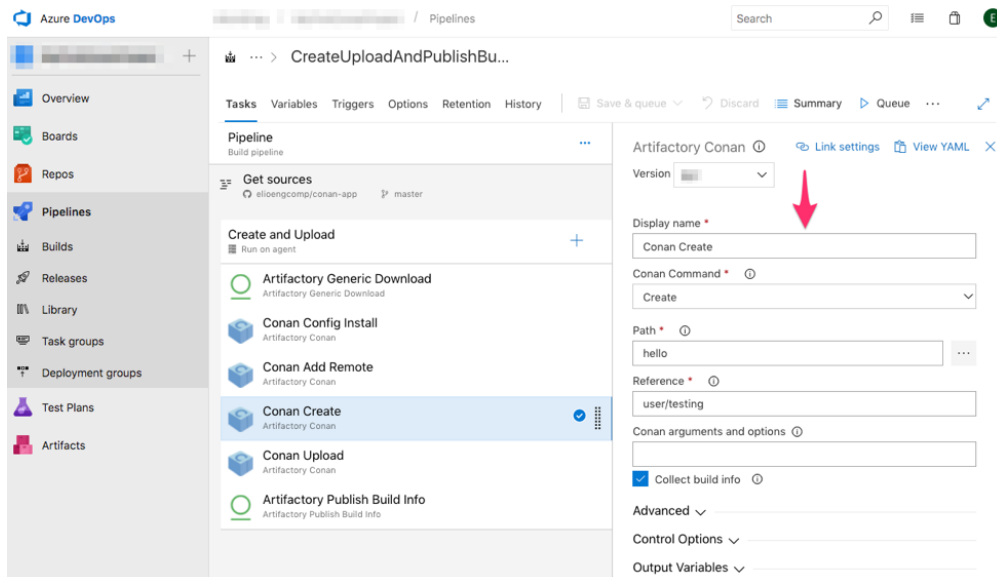 Azure DevOps
/
/
Pipelines
Search
E
+
Overview
Boards
Repos
Pipelines
Builds
Releases
Library
Task groups
Deployment groups
Test Plans
Artifacts
... > CreateUploadAndPublishBu...
Tasks Variables Triggers Options Retention History
Save & queue Discard Summary Queue ...
Pipeline
Build pipeline
...
Get sources
elioengcomp/conan-app master
Create and Upload
Run on agent
+
Artifactory Generic Download
Artifactory Generic Download
Conan Config Install
Artifactory Conan
Conan Add Remote
Artifactory Conan
Conan Create
Artifactory Conan
Conan Upload
Artifactory Conan
Artifactory Publish Build Info
Artifactory Publish Build Info
Artifactory Conan Link settings View YAML
Version
Display name *
Conan Create
Conan Command *
Create
Path *
hello
...
Reference *
user/testing
Conan arguments and options
Collect build info
Advanced
Control Options
Output Variables